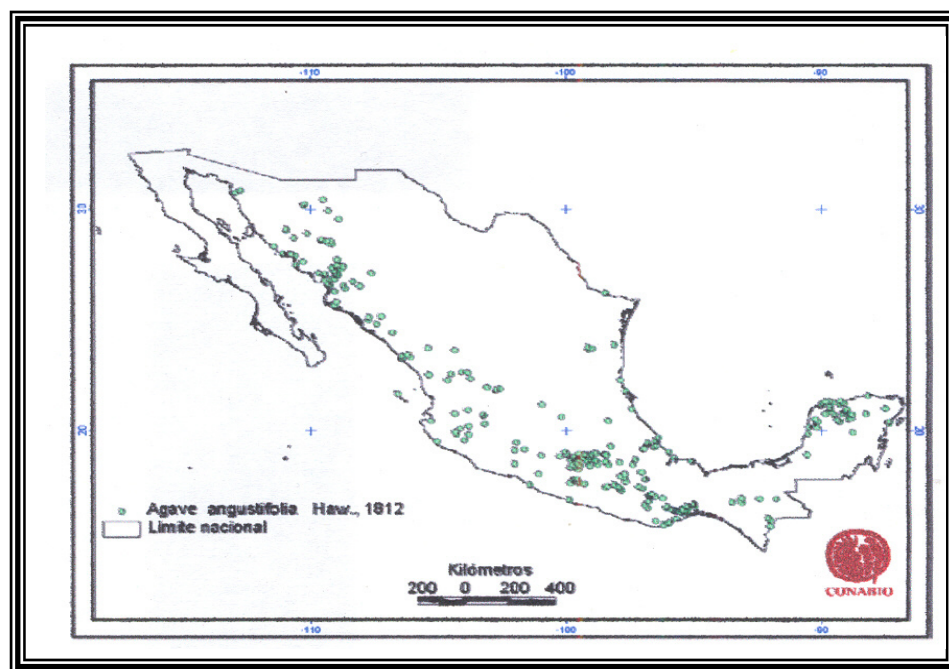 -110 -100 -90
30 30
20 20
Agave angustifolia Haw., 1812
Límite nacional
Kilómetros
200 0 200 400
CONABIO
-110 -100 -90